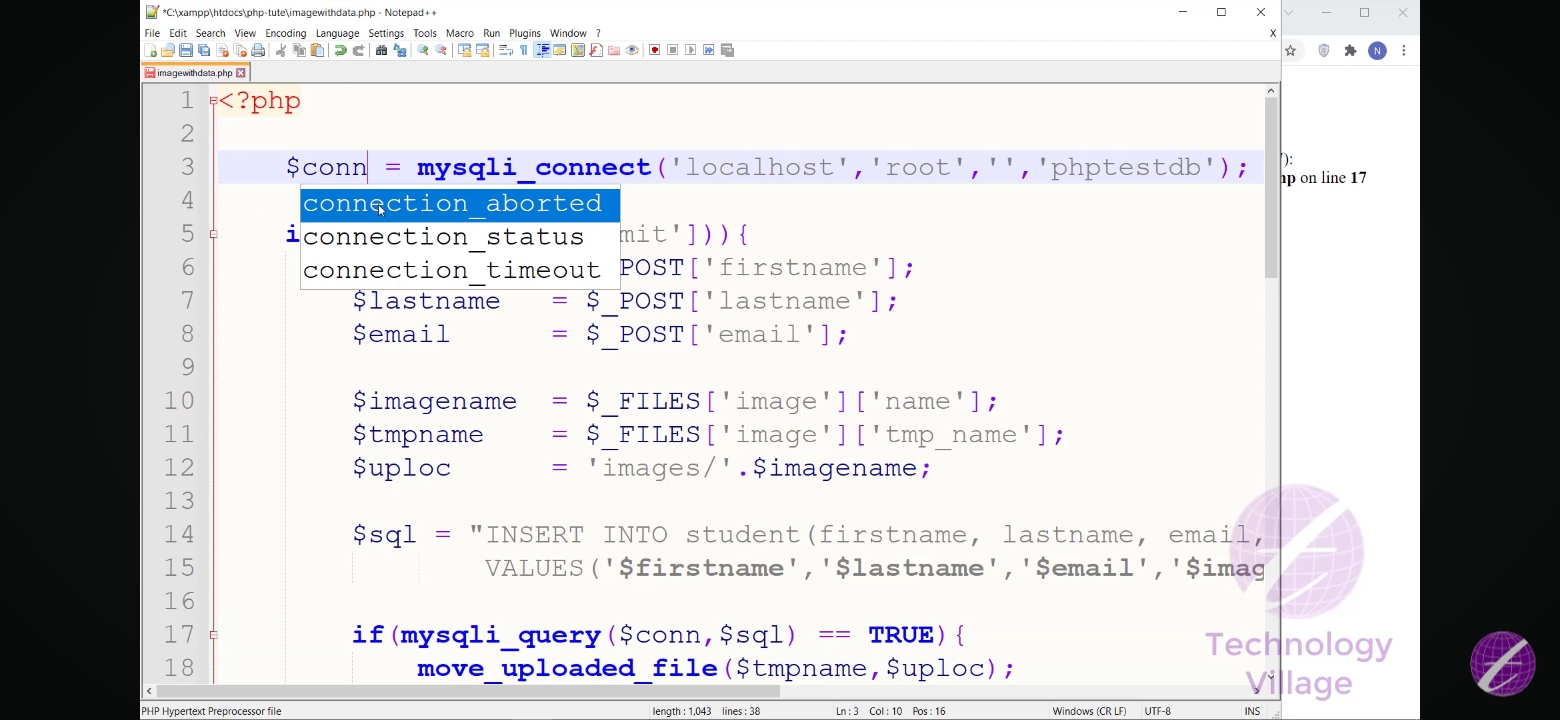 *C:\xampp\htdocs\php-tute\imagewithdata.php - Notepad++
File Edit Search View Encoding Language Settings Tools Macro Run Plugins Window ? X
imagewithdata.php
N
1 <?php
2
3 $conn = mysqli_connect('localhost','root','','phptestdb');
4
connection_aborted
connection_status
connection_timeout
5 i mit'])){
6 POST['firstname'];
7 $lastname = $_POST['lastname'];
8 $email = $_POST['email'];
9
10 $imagename = $_FILES['image']['name'];
11 $tmpname = $_FILES['image']['tmp_name'];
12 $uploc = 'images/'.$imagename;
13
14 $sql = "INSERT INTO student(firstname, lastname, email,
15 VALUES('$firstname','$lastname','$email','$imag
16
17 if(mysqli_query($conn,$sql) == TRUE){
18 move_uploaded_file($tmpname,$uploc);
'):
np on line 17
Technology
Village
PHP Hypertext Preprocessor file length : 1,043 lines : 38 Ln : 3 Col : 10 Pos : 16 Windows (CR LF) UTF-8 INS